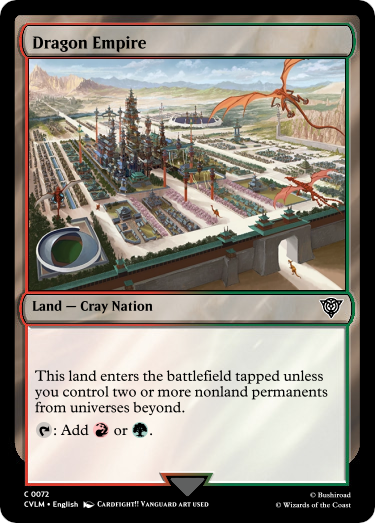 Dragon Empire
Land — Cray Nation
This land enters the battlefield tapped unless
you control two or more nonland permanents
from universes beyond.
: Add or .
C 0072
CVLM • English CARDFIGHT!! VANGUARD ART USED
© Bushiroad
© Wizards of the Coast